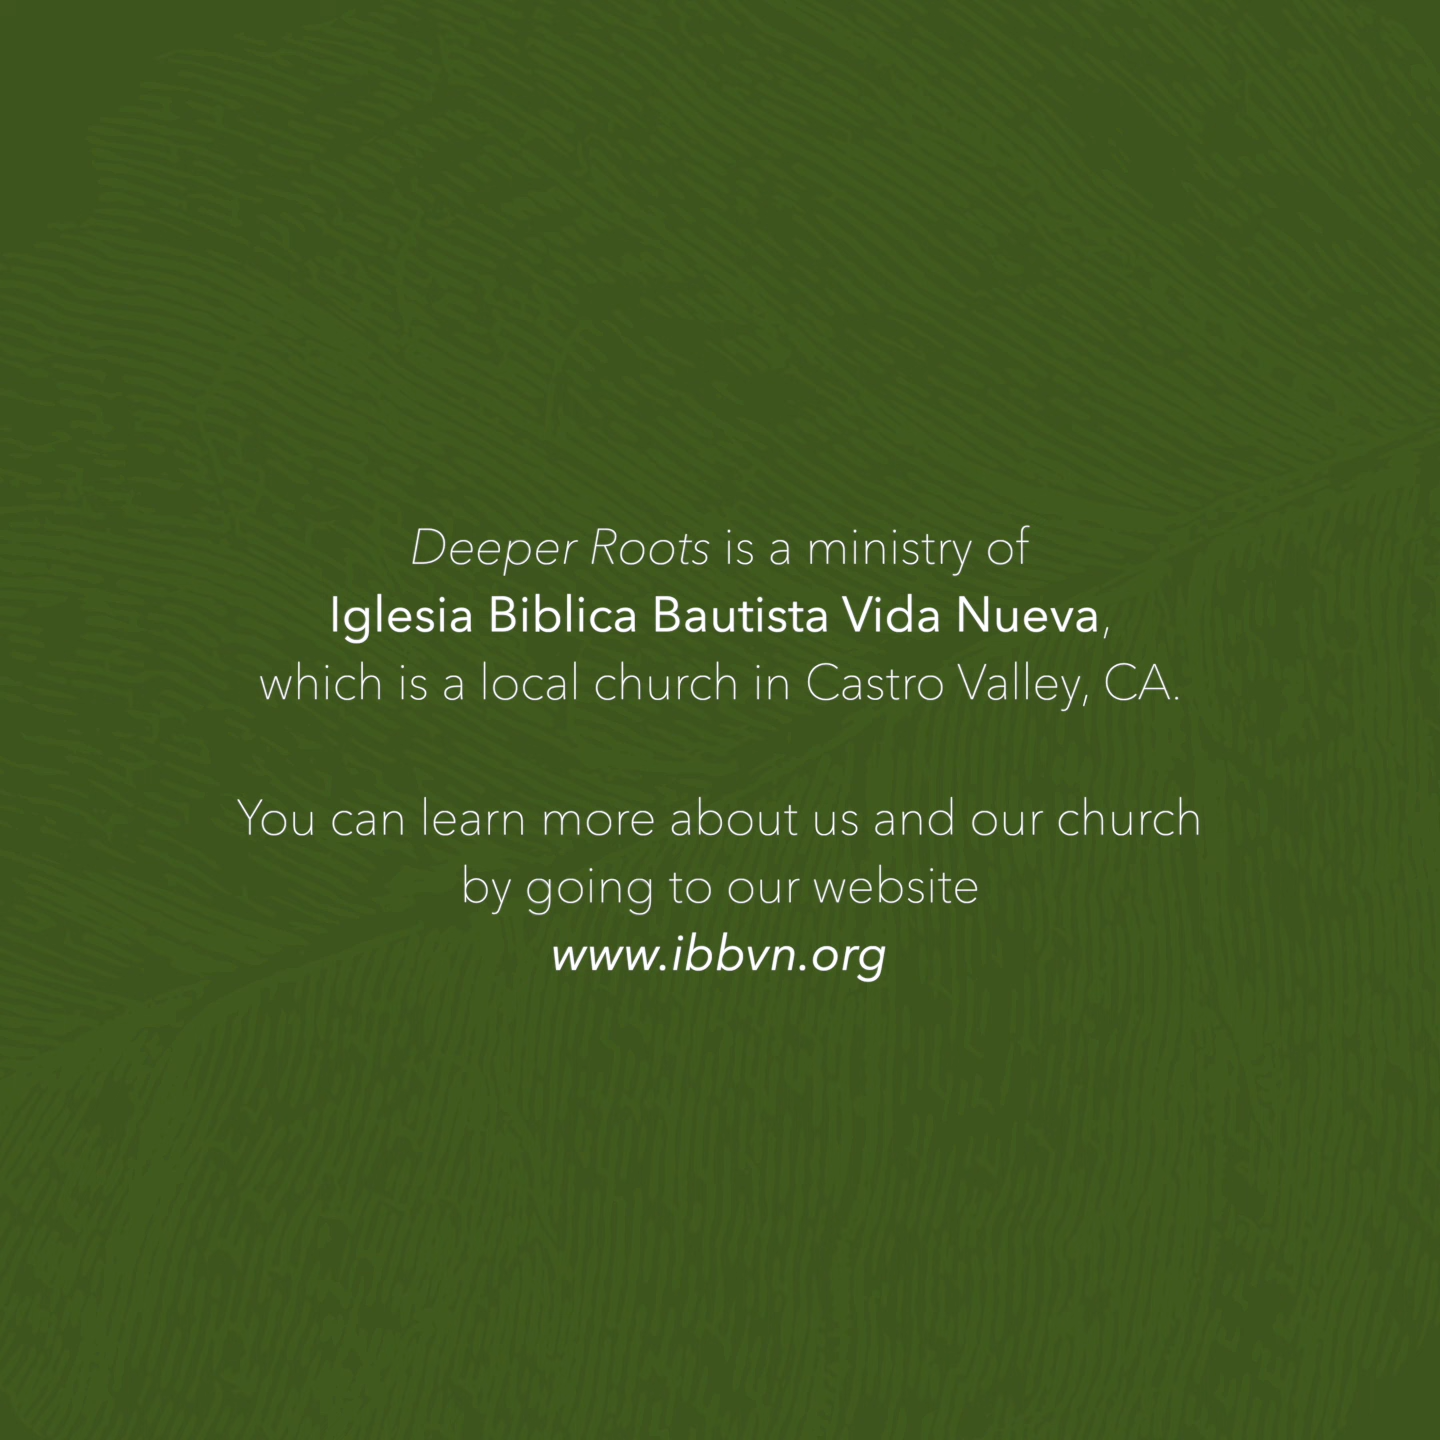 Deeper Roots is a ministry of
Iglesia Biblica Bautista Vida Nueva,
which is a local church in Castro Valley, CA.
You can learn more about us and our church
by going to our website
www.ibbvn.org